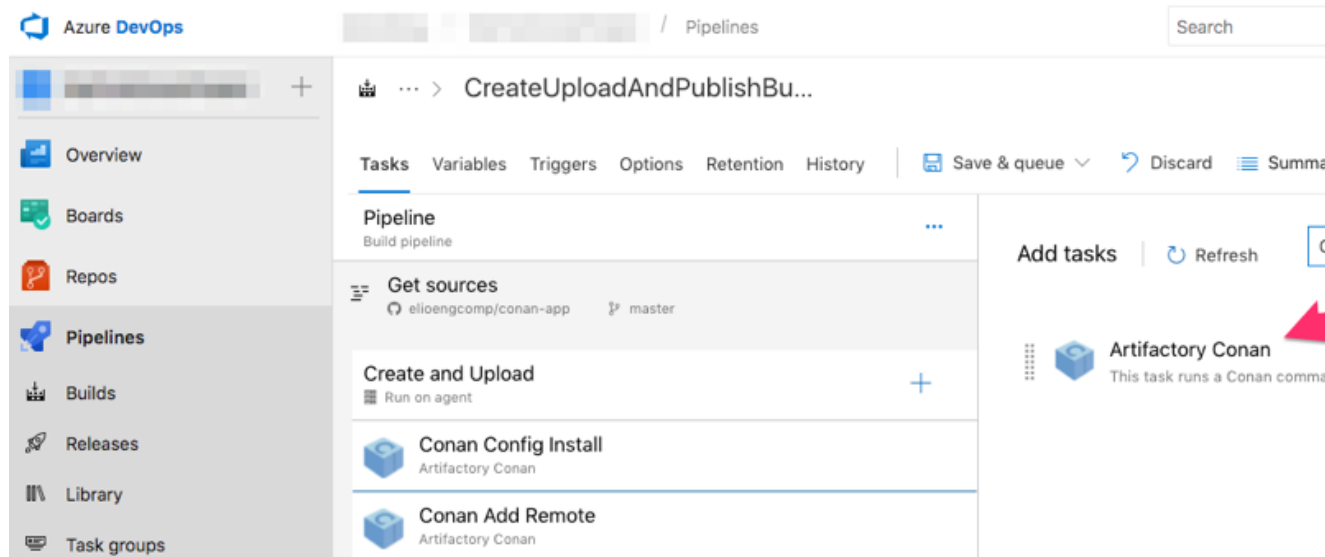 Azure DevOps
/ Pipelines
Search
... > CreateUploadAndPublishBu...
Tasks Variables Triggers Options Retention History
Save & queue Discard Summa
Overview
Boards
Repos
Pipelines
Builds
Releases
Library
Task groups
Pipeline
Build pipeline
Get sources
elioengcomp/conan-app master
Create and Upload
Run on agent
Conan Config Install
Artifactory Conan
Conan Add Remote
Artifactory Conan
Add tasks Refresh
Artifactory Conan
This task runs a Conan comma